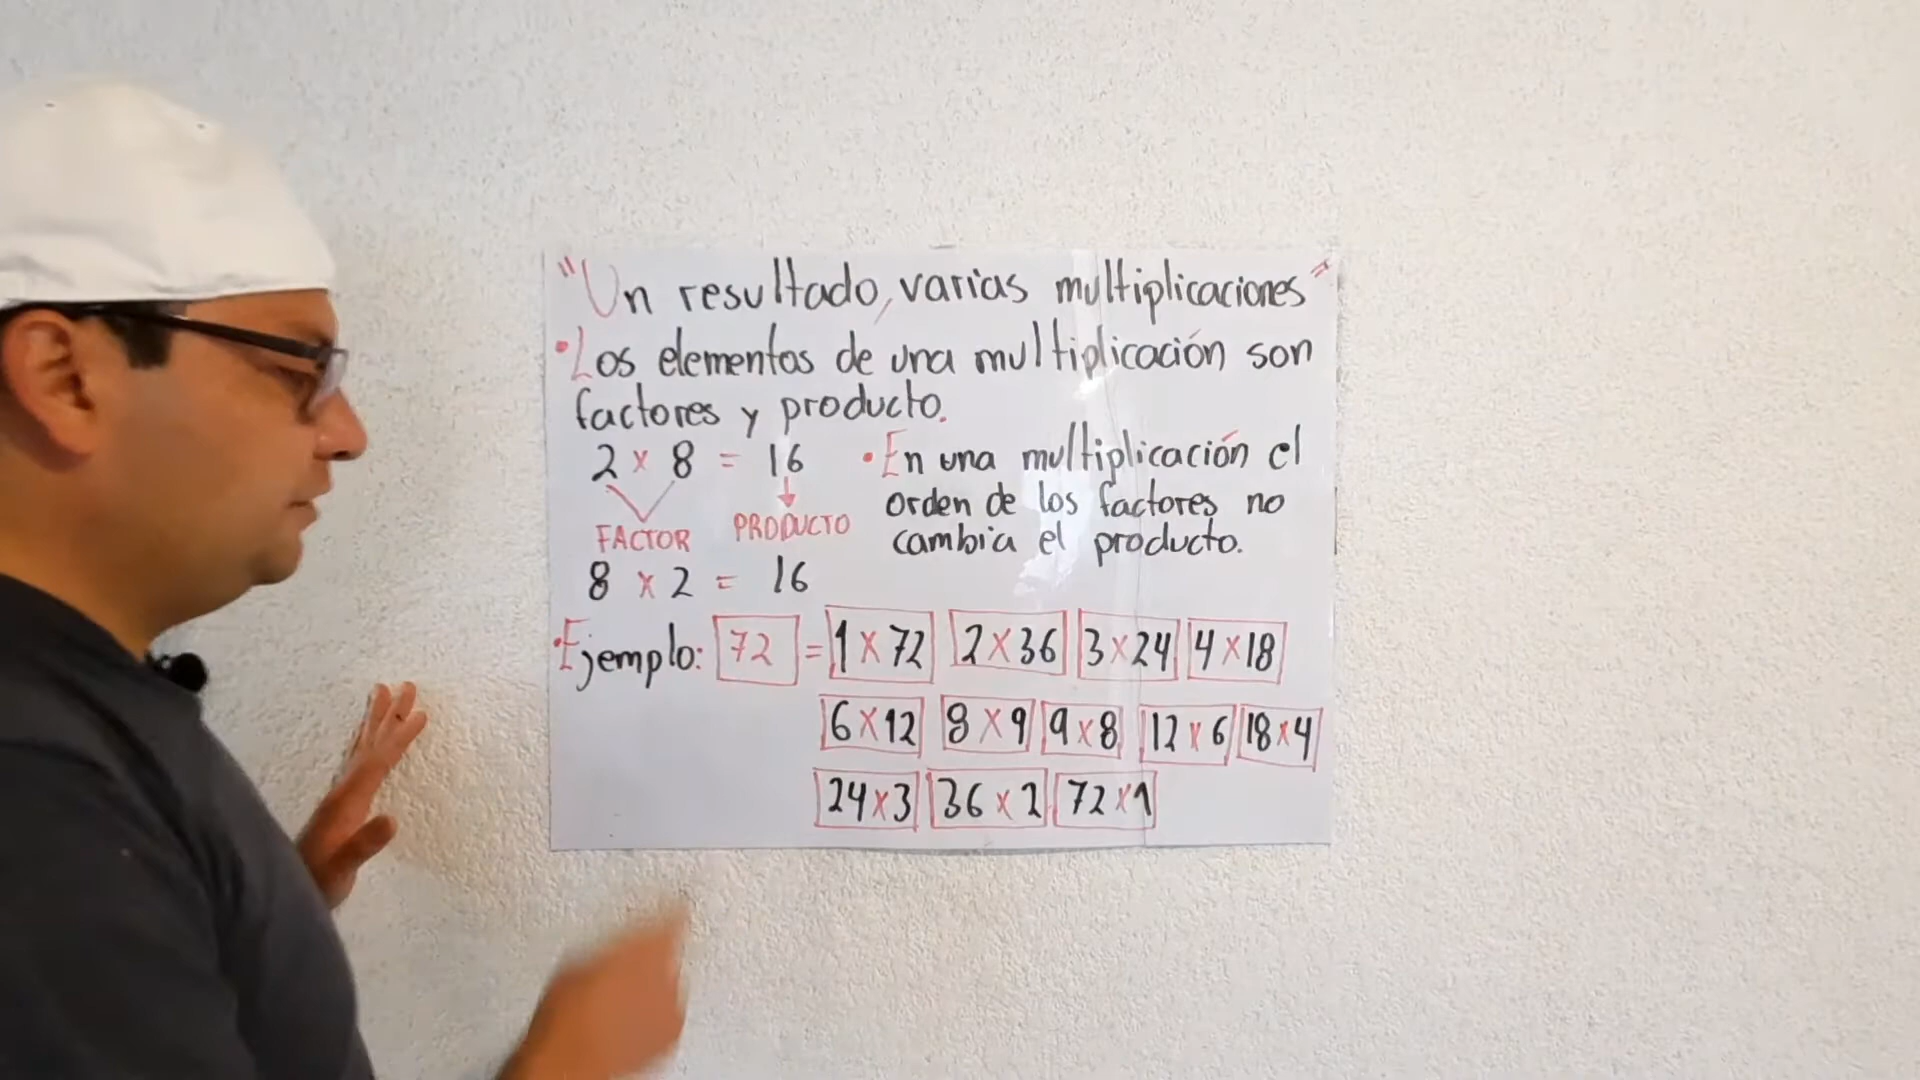 "Un resultado, varias multiplicaciones"
• Los elementos de una multiplicación son
factores y producto.
2 x 8 = 16
FACTOR PRODUCTO
8 x 2 = 16
• En una multiplicación el
orden de los factores no
cambia el producto.
• Ejemplo: 72 = 1 x 72 2 x 36 3 x 24 4 x 18
6 x 12 8 x 9 9 x 8 12 x 6 18 x 4
24 x 3 36 x 2 72 x 1